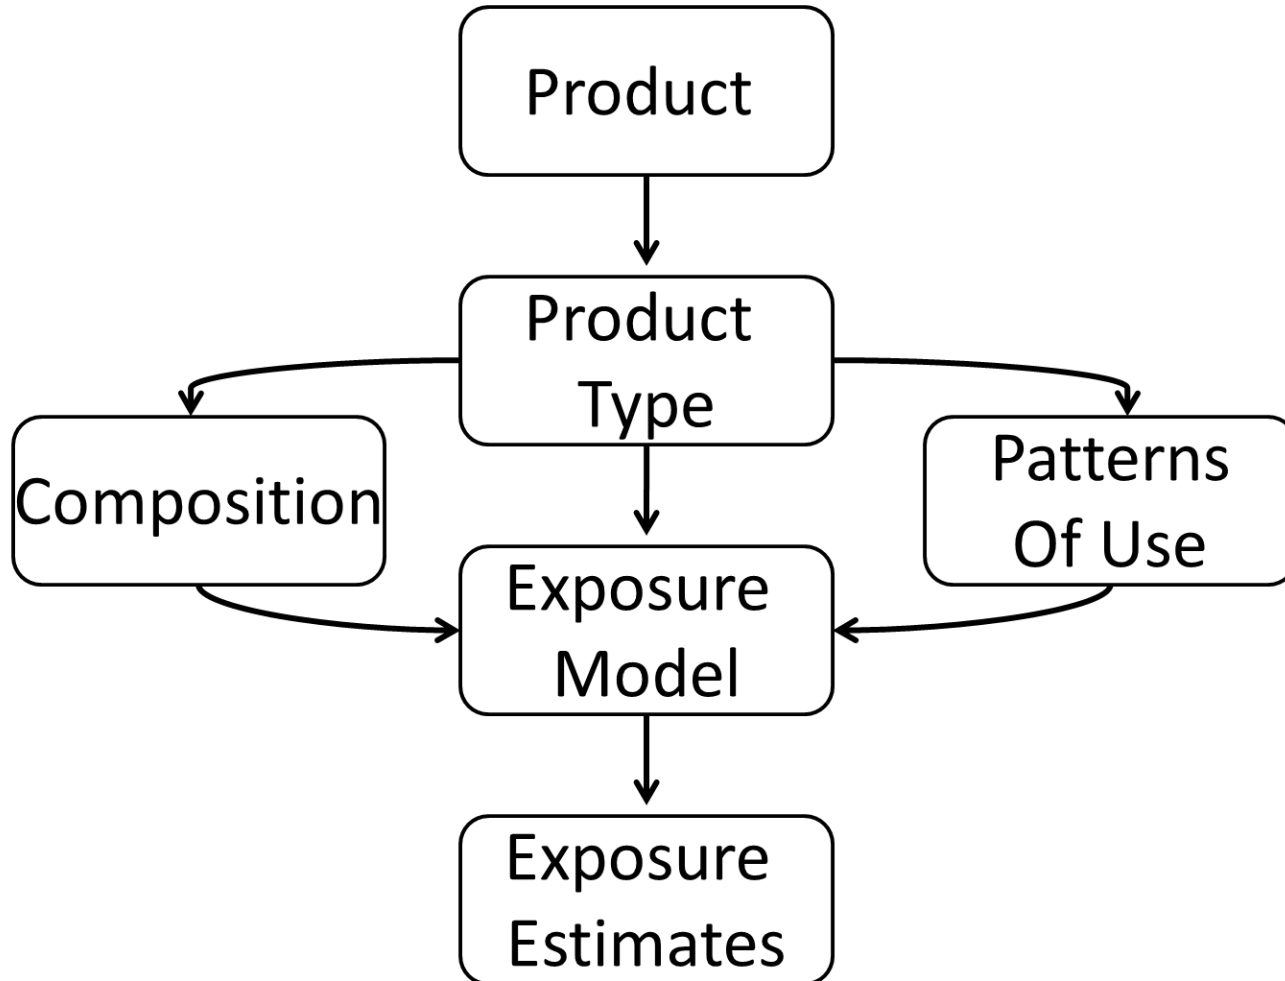 Product
Product
Type
Composition
Patterns
Of Use
Exposure
Model
Exposure
Estimates